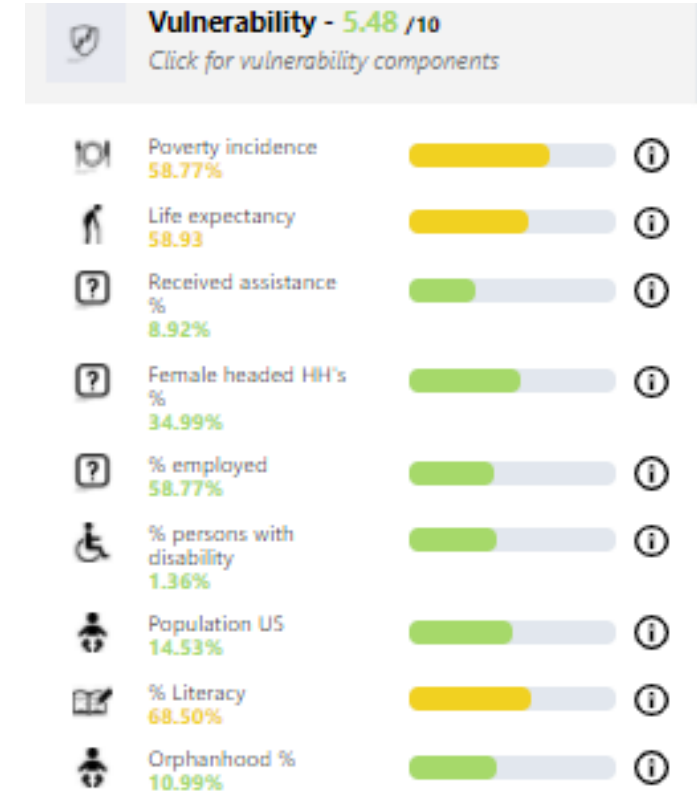 Vulnerability - 5.48 /10
Click for vulnerability components
Poverty incidence
58.77%
Life expectancy
58.93
Received assistance
%
8.92%
Female headed HH's
%
34.99%
% employed
58.77%
% persons with
disability
1.36%
Population US
14.53%
% Literacy
68.50%
Orphanhood %
10.99%